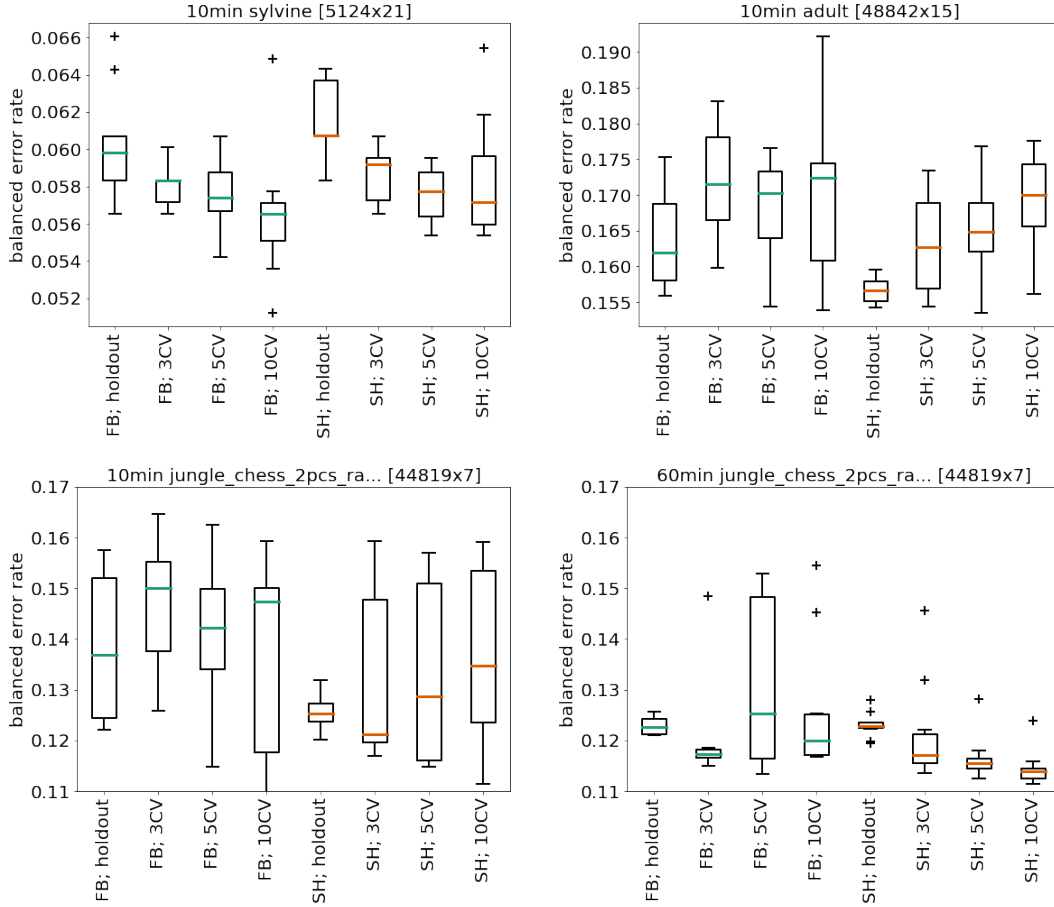 10min sylvine [5124x21]
balanced error rate
0.066
0.064
0.062
0.060
0.058
0.056
0.054
0.052
FB; holdout
FB; 3CV
FB; 5CV
FB; 10CV
SH; holdout
SH; 3CV
SH; 5CV
SH; 10CV
10min adult [48842x15]
balanced error rate
0.190
0.185
0.180
0.175
0.170
0.165
0.160
0.155
FB; holdout
FB; 3CV
FB; 5CV
FB; 10CV
SH; holdout
SH; 3CV
SH; 5CV
SH; 10CV
10min jungle_chess_2pcs_ra... [44819x7]
balanced error rate
0.17
0.16
0.15
0.14
0.13
0.12
0.11
FB; holdout
FB; 3CV
FB; 5CV
FB; 10CV
SH; holdout
SH; 3CV
SH; 5CV
SH; 10CV
60min jungle_chess_2pcs_ra... [44819x7]
balanced error rate
0.17
0.16
0.15
0.14
0.13
0.12
0.11
FB; holdout
FB; 3CV
FB; 5CV
FB; 10CV
SH; holdout
SH; 3CV
SH; 5CV
SH; 10CV